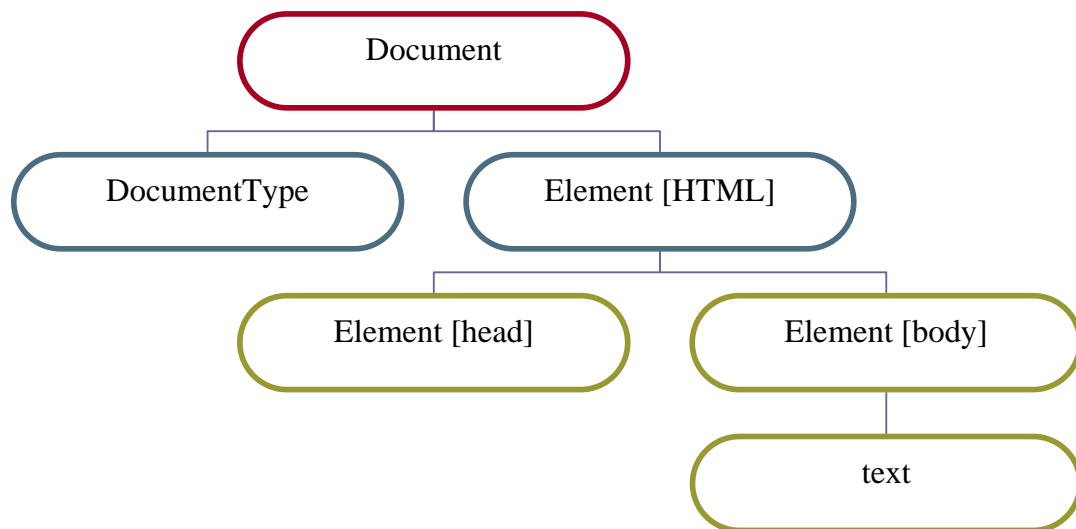 Document
DocumentType
Element [HTML]
Element [head]
Element [body]
text